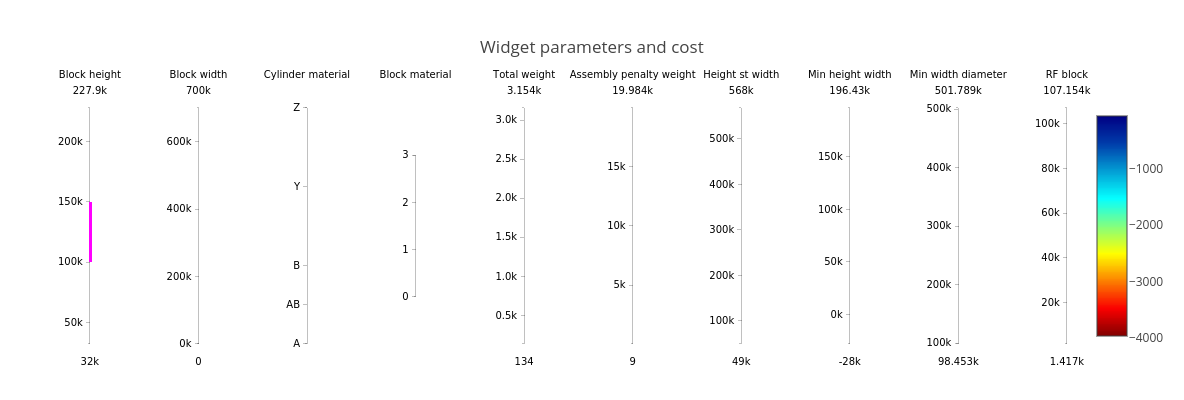 Widget parameters and cost
Block height Block width Cylinder material Block material Total weight Assembly penalty weight Height st width Min height width Min width diameter RF block
227.9k 700k 3.154k 19.984k 568k 196.43k 501.789k 107.154k
200k
150k
100k
50k
32k
600k
400k
200k
0k
0
Z
Y
B
AB
A
3
2
1
0
3.0k
2.5k
2.0k
1.5k
1.0k
0.5k
134
15k
10k
5k
9
500k
400k
300k
200k
100k
49k
150k
100k
50k
0k
-28k
500k
400k
300k
200k
100k
98.453k
100k
80k
60k
40k
20k
1.417k
−1000
−2000
−3000
−4000